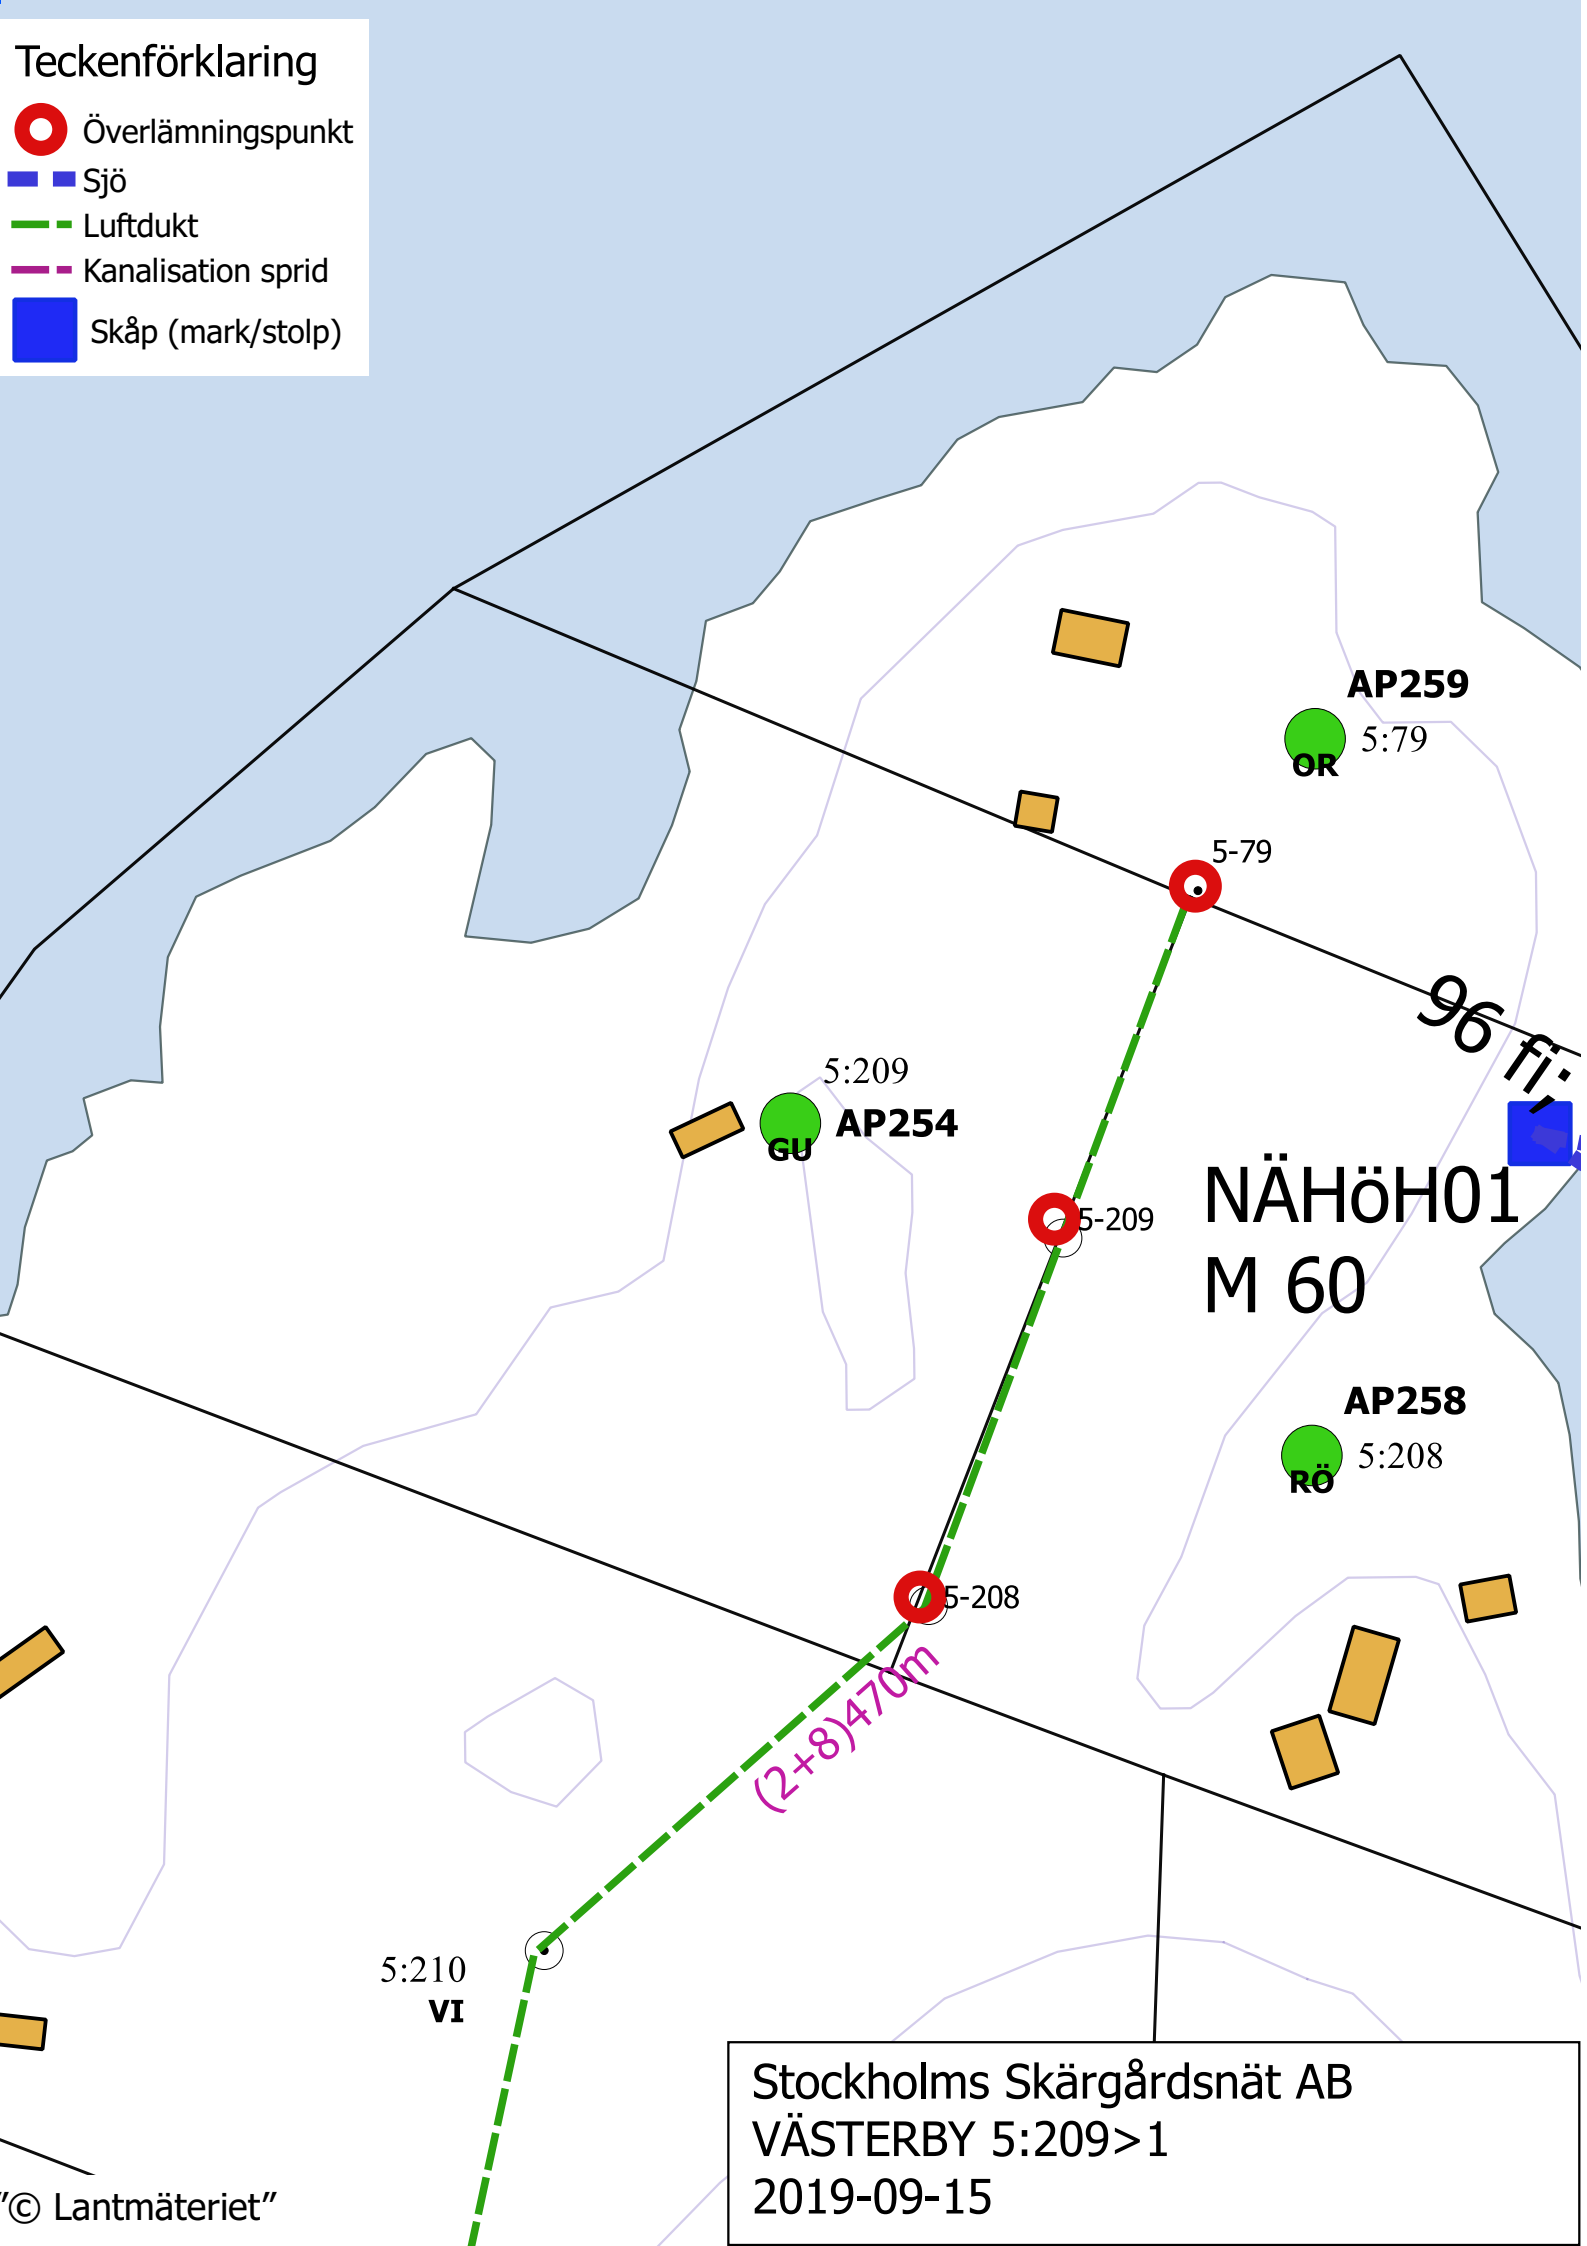 Teckenförklaring
Överlämningspunkt
Sjö
Luftdukt
Kanalisation sprid
Skåp (mark/stolp)
AP259
5:79
OR
5-79
96 fi;
5:209
AP254
GU
5-209
NÄHöH01
M 60
AP258
5:208
RÖ
5-208
(2+8)470m
5:210
VI
Stockholms Skärgårdsnät AB
VÄSTERBY 5:209>1
2019-09-15
"© Lantmäteriet"